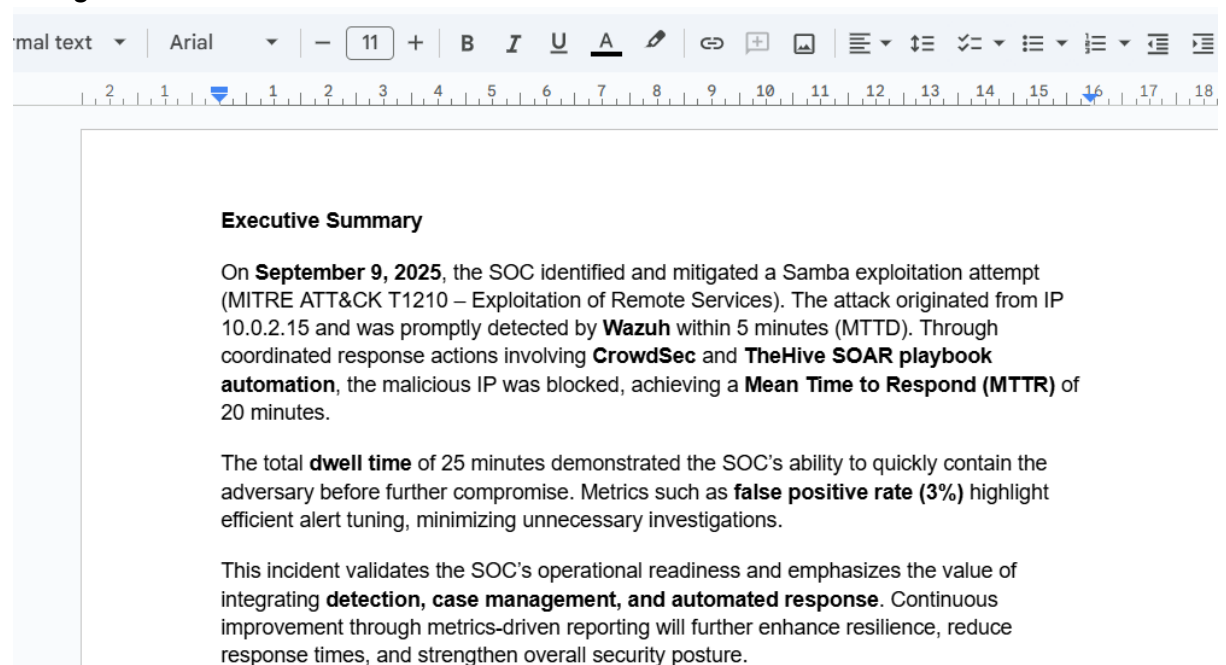 mal text Arial − 11 + B I U A
2 1 1 2 3 4 5 6 7 8 9 10 11 12 13 14 15 16 17 18
Executive Summary
On September 9, 2025, the SOC identified and mitigated a Samba exploitation attempt
(MITRE ATT&CK T1210 – Exploitation of Remote Services). The attack originated from IP
10.0.2.15 and was promptly detected by Wazuh within 5 minutes (MTTD). Through
coordinated response actions involving CrowdSec and TheHive SOAR playbook
automation, the malicious IP was blocked, achieving a Mean Time to Respond (MTTR) of
20 minutes.
The total dwell time of 25 minutes demonstrated the SOC’s ability to quickly contain the
adversary before further compromise. Metrics such as false positive rate (3%) highlight
efficient alert tuning, minimizing unnecessary investigations.
This incident validates the SOC’s operational readiness and emphasizes the value of
integrating detection, case management, and automated response. Continuous
improvement through metrics-driven reporting will further enhance resilience, reduce
response times, and strengthen overall security posture.